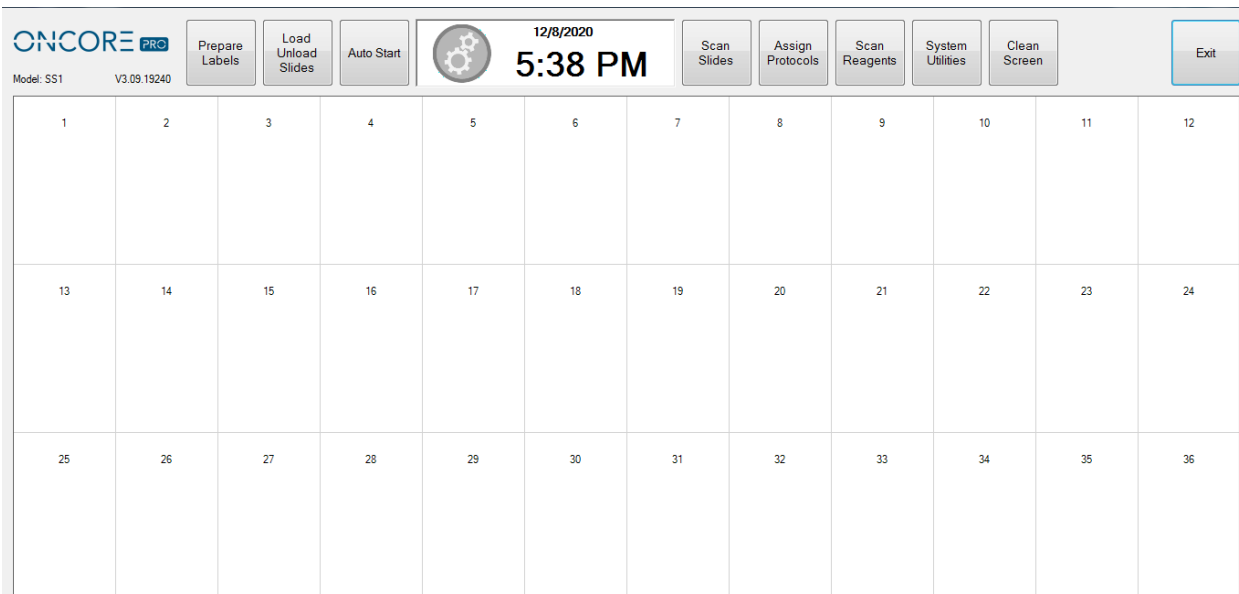 ONCORE PRO
Model: SS1 V3.09.19240
Prepare
Labels
Load
Unload
Slides
Auto Start
12/8/2020
5:38 PM
Scan
Slides
Assign
Protocols
Scan
Reagents
System
Utilities
Clean
Screen
Exit
1 2 3 4 5 6 7 8 9 10 11 12
13 14 15 16 17 18 19 20 21 22 23 24
25 26 27 28 29 30 31 32 33 34 35 36